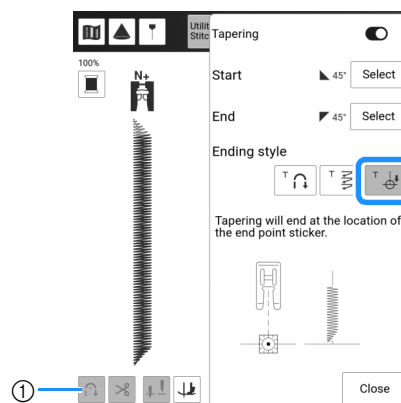 Utilit
Stitc
Tapering
100%
N+
Start
45°
Select
End
45°
Select
Ending style
T
T
T
Tapering will end at the location of
the end point sticker.
1
Close